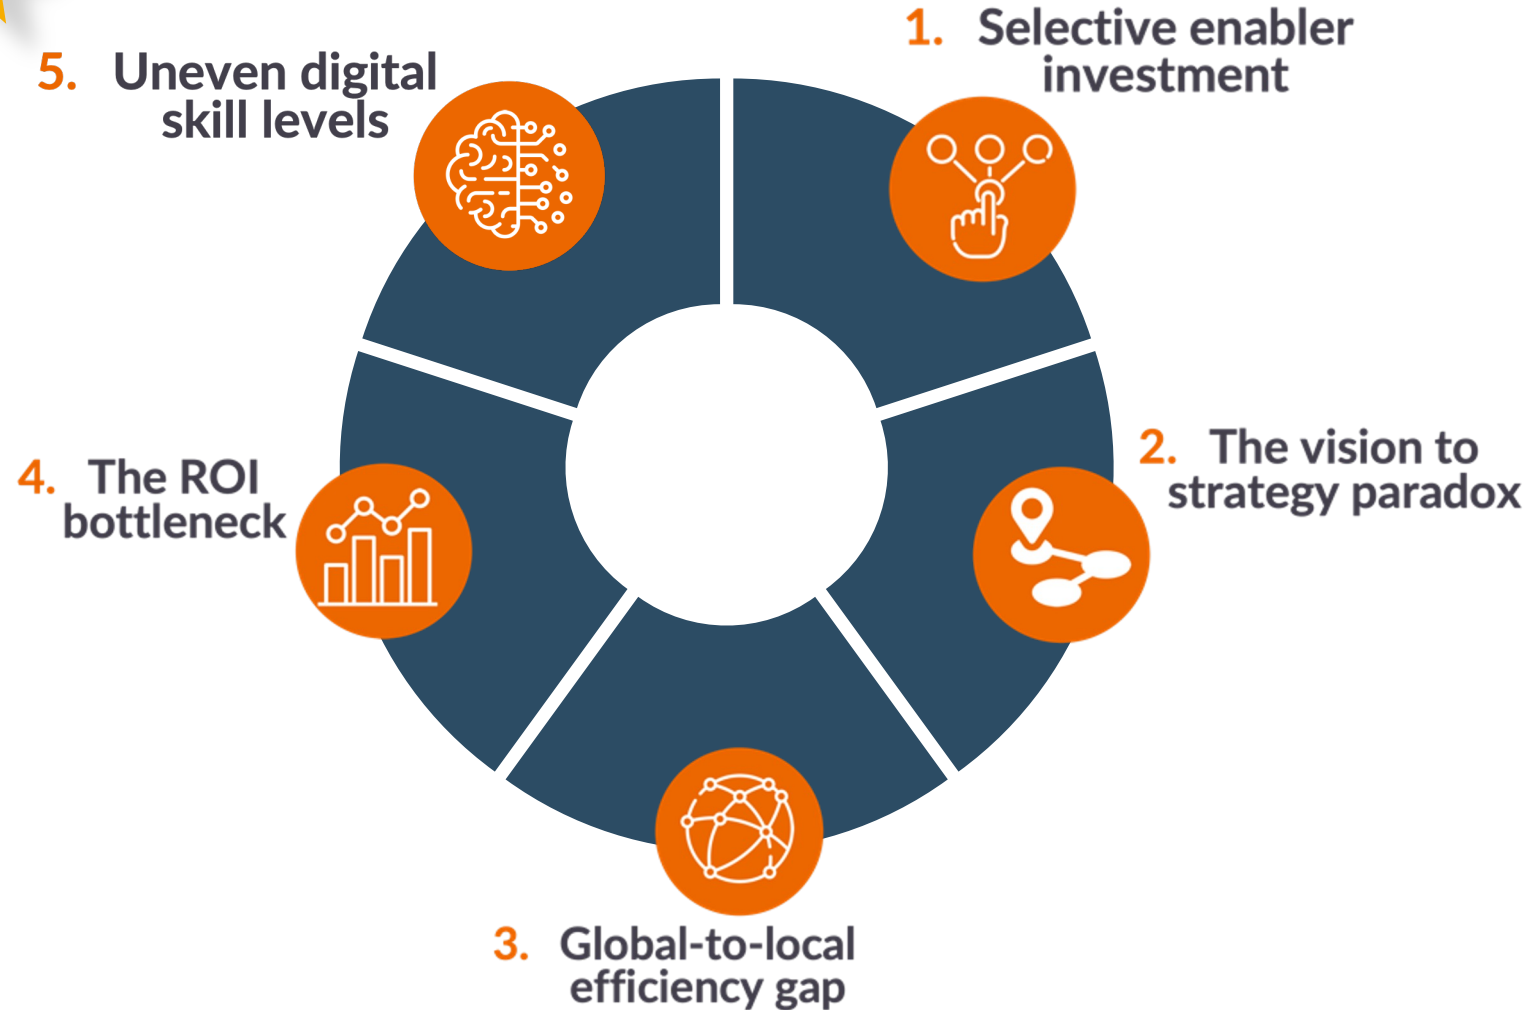 1. Selective enabler
investment
2. The vision to
strategy paradox
3. Global-to-local
efficiency gap
4. The ROI
bottleneck
5. Uneven digital
skill levels